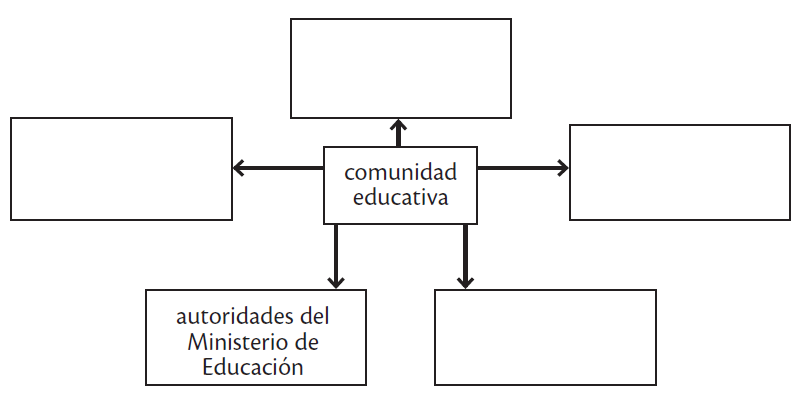 comunidad
educativa
autoridades del
Ministerio de
Educación